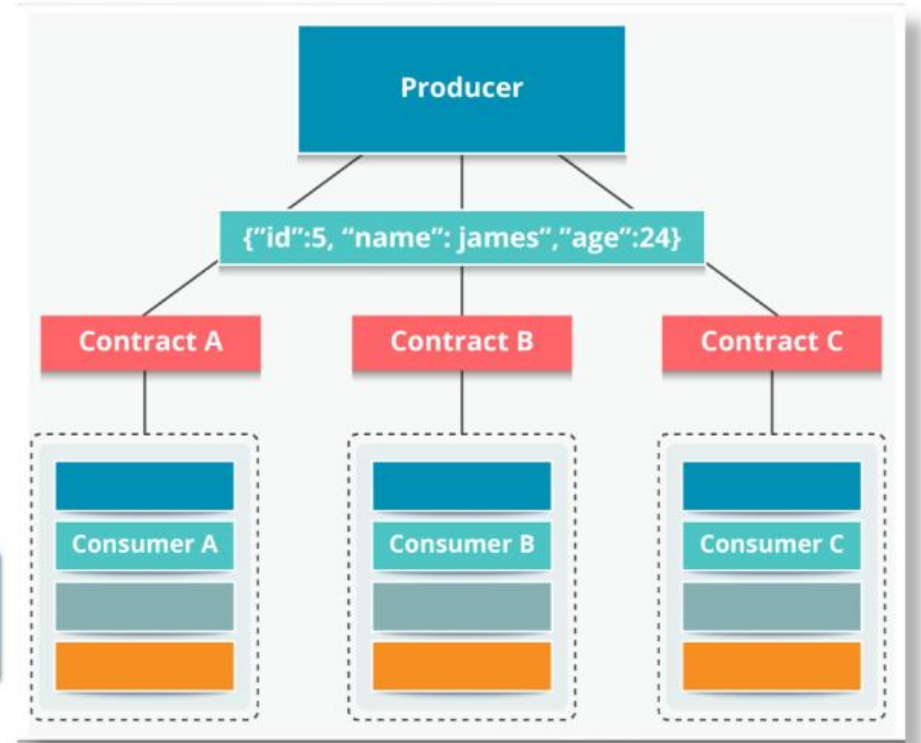 Producer
{”id”:5, “name”: james”,”age”:24}
Contract A
Contract B
Contract C
Consumer A
Consumer B
Consumer C